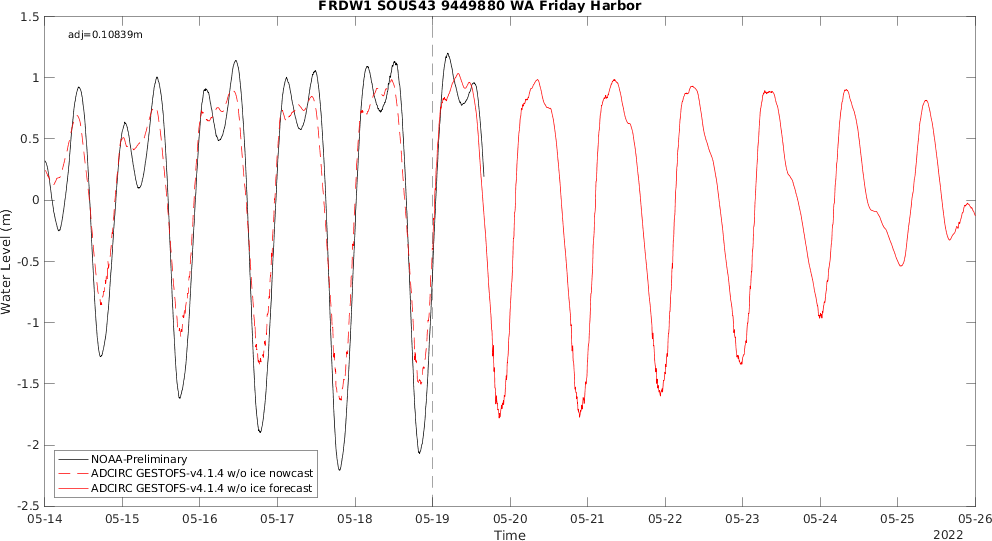 FRDW1 SOUS43 9449880 WA Friday Harbor
adj=0.10839m
1.5
1
0.5
0
-0.5
-1
-1.5
-2
-2.5
Water Level (m)
NOAA-Preliminary
ADCIRC GESTOFS-v4.1.4 w/o ice nowcast
ADCIRC GESTOFS-v4.1.4 w/o ice forecast
05-14 05-15 05-16 05-17 05-18 05-19 05-20 05-21 05-22 05-23 05-24 05-25 05-26
Time
2022